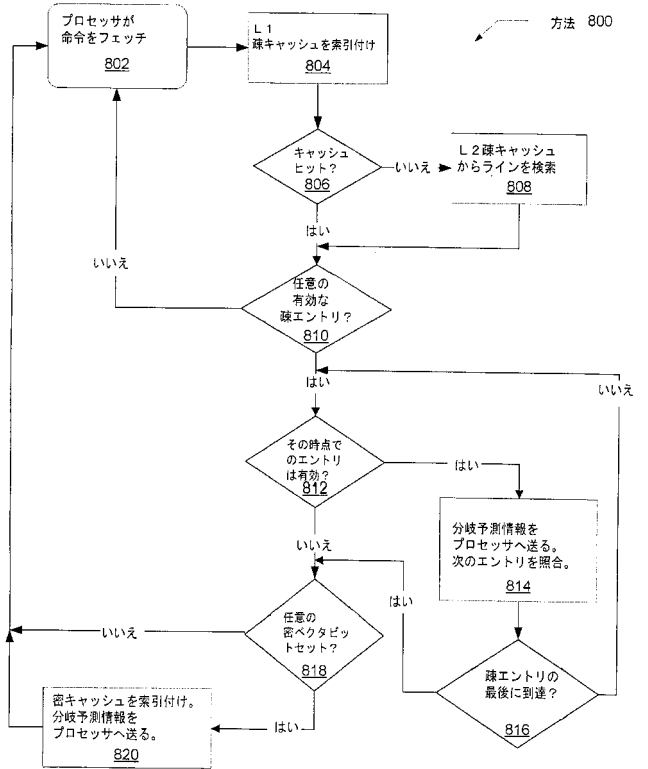 方法 800
プロセッサが
命令をフェッチ
802
L1
疎キャッシュを索引付け
804
キャッシュ
ヒット?
806
いいえ
L2疎キャッシュ
からラインを検索
808
はい
いいえ
任意の
有効な
疎エントリ?
810
はい
いいえ
その時点で
のエントリ
は有効?
812
はい
分岐予測情報を
プロセッサへ送る。
次のエントリを照合。
814
いいえ
はい
任意の
密ベクタビット
セット?
818
いいえ
疎エントリの
最後に到達?
816
密キャッシュを索引付け。
分岐予測情報を
プロセッサへ送る。
820
はい